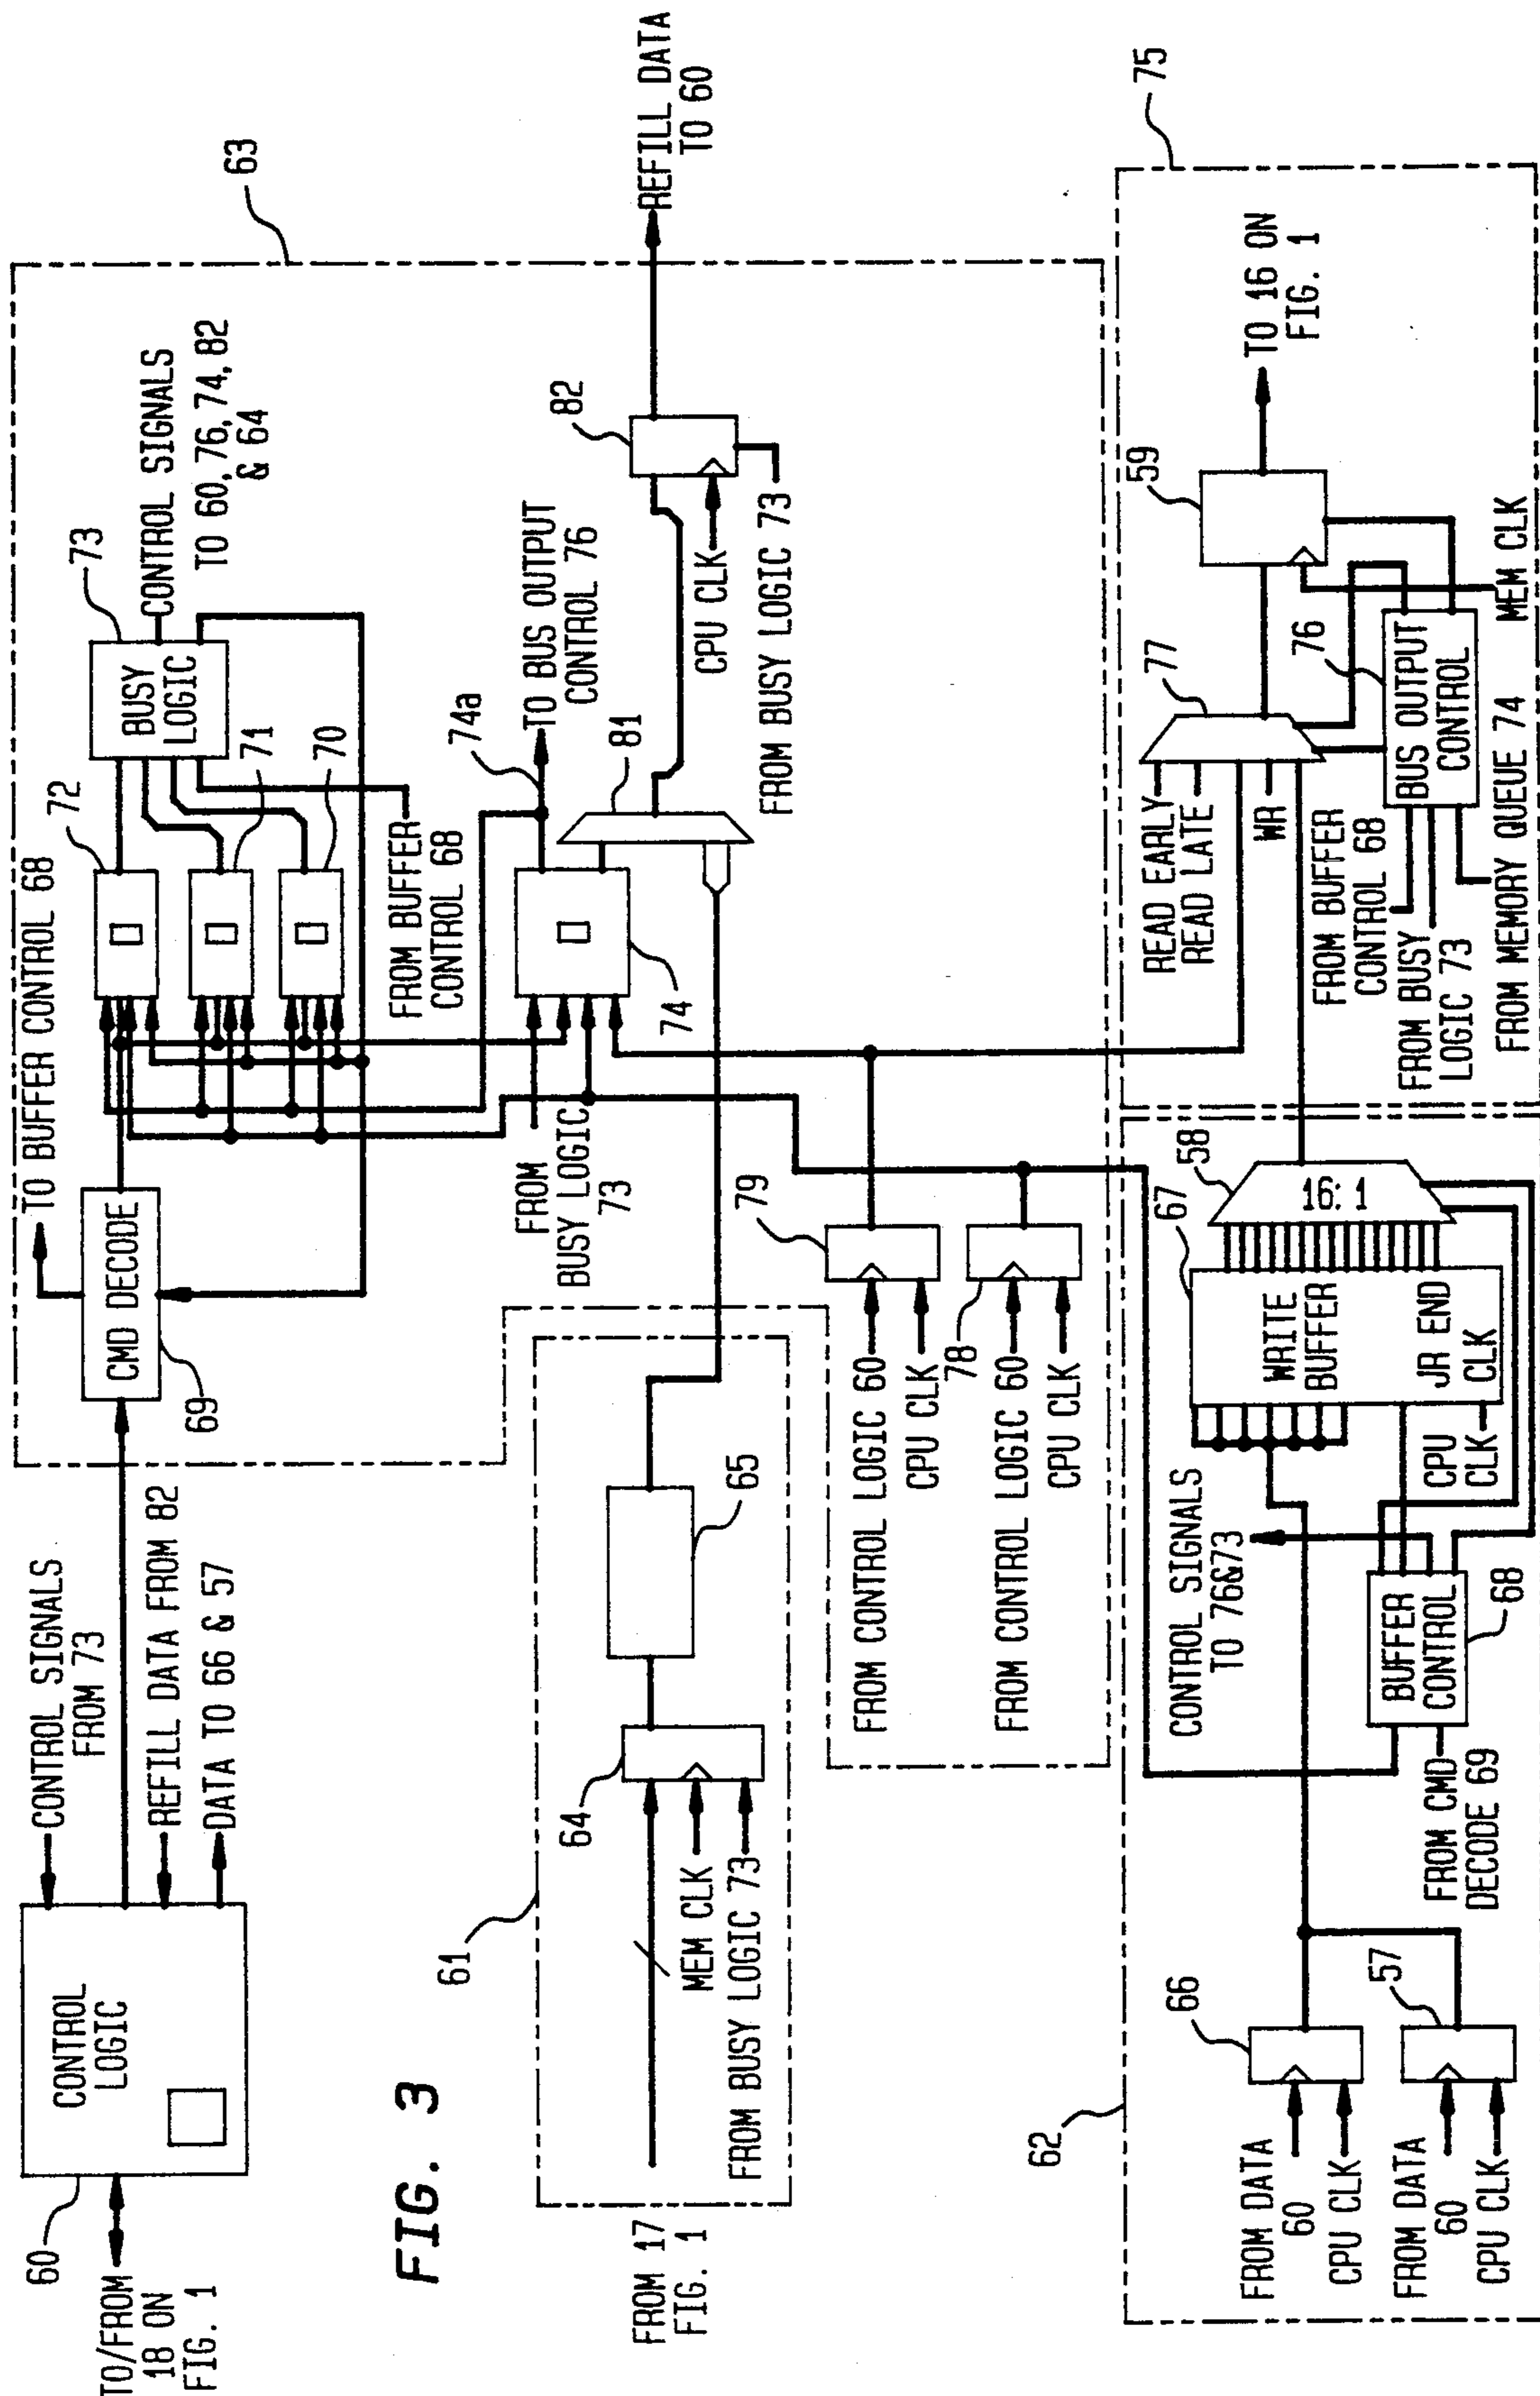 FIG. 3
TO/FROM
18 ON
FIG. 1
60
CONTROL
LOGIC
CONTROL SIGNALS
FROM 73
REFILL DATA FROM 82
DATA TO 66 & 57
69
CMD DECODE
TO BUFFER CONTROL 68
72
71
70
73
BUSY
LOGIC
CONTROL SIGNALS
TO 60, 76, 74, 82
& 64
63
FROM BUFFER
CONTROL 68
FROM
BUSY LOGIC
73
74
74a
TO BUS OUTPUT
CONTROL 76
81
82
CPU CLK
FROM BUSY LOGIC 73
REFILL DATA
TO 60
FROM 17
FIG. 1
61
64
MEM CLK
FROM BUSY LOGIC 73
65
79
FROM CONTROL LOGIC 60
CPU CLK
78
FROM CONTROL LOGIC 60
CPU CLK
62
FROM DATA
60
CPU CLK
66
FROM DATA
60
CPU CLK
57
CONTROL SIGNALS
TO 76&73
BUFFER
CONTROL
68
FROM CMD
DECODE 69
67
WRITE
BUFFER
JR END
CLK
CPU
CLK
58
16:1
75
READ EARLY
READ LATE
WR
77
FROM BUFFER
CONTROL 68
FROM BUSY
LOGIC 73
FROM MEMORY QUEUE 74
76
BUS OUTPUT
CONTROL
59
MEM CLK
TO 16 ON
FIG. 1